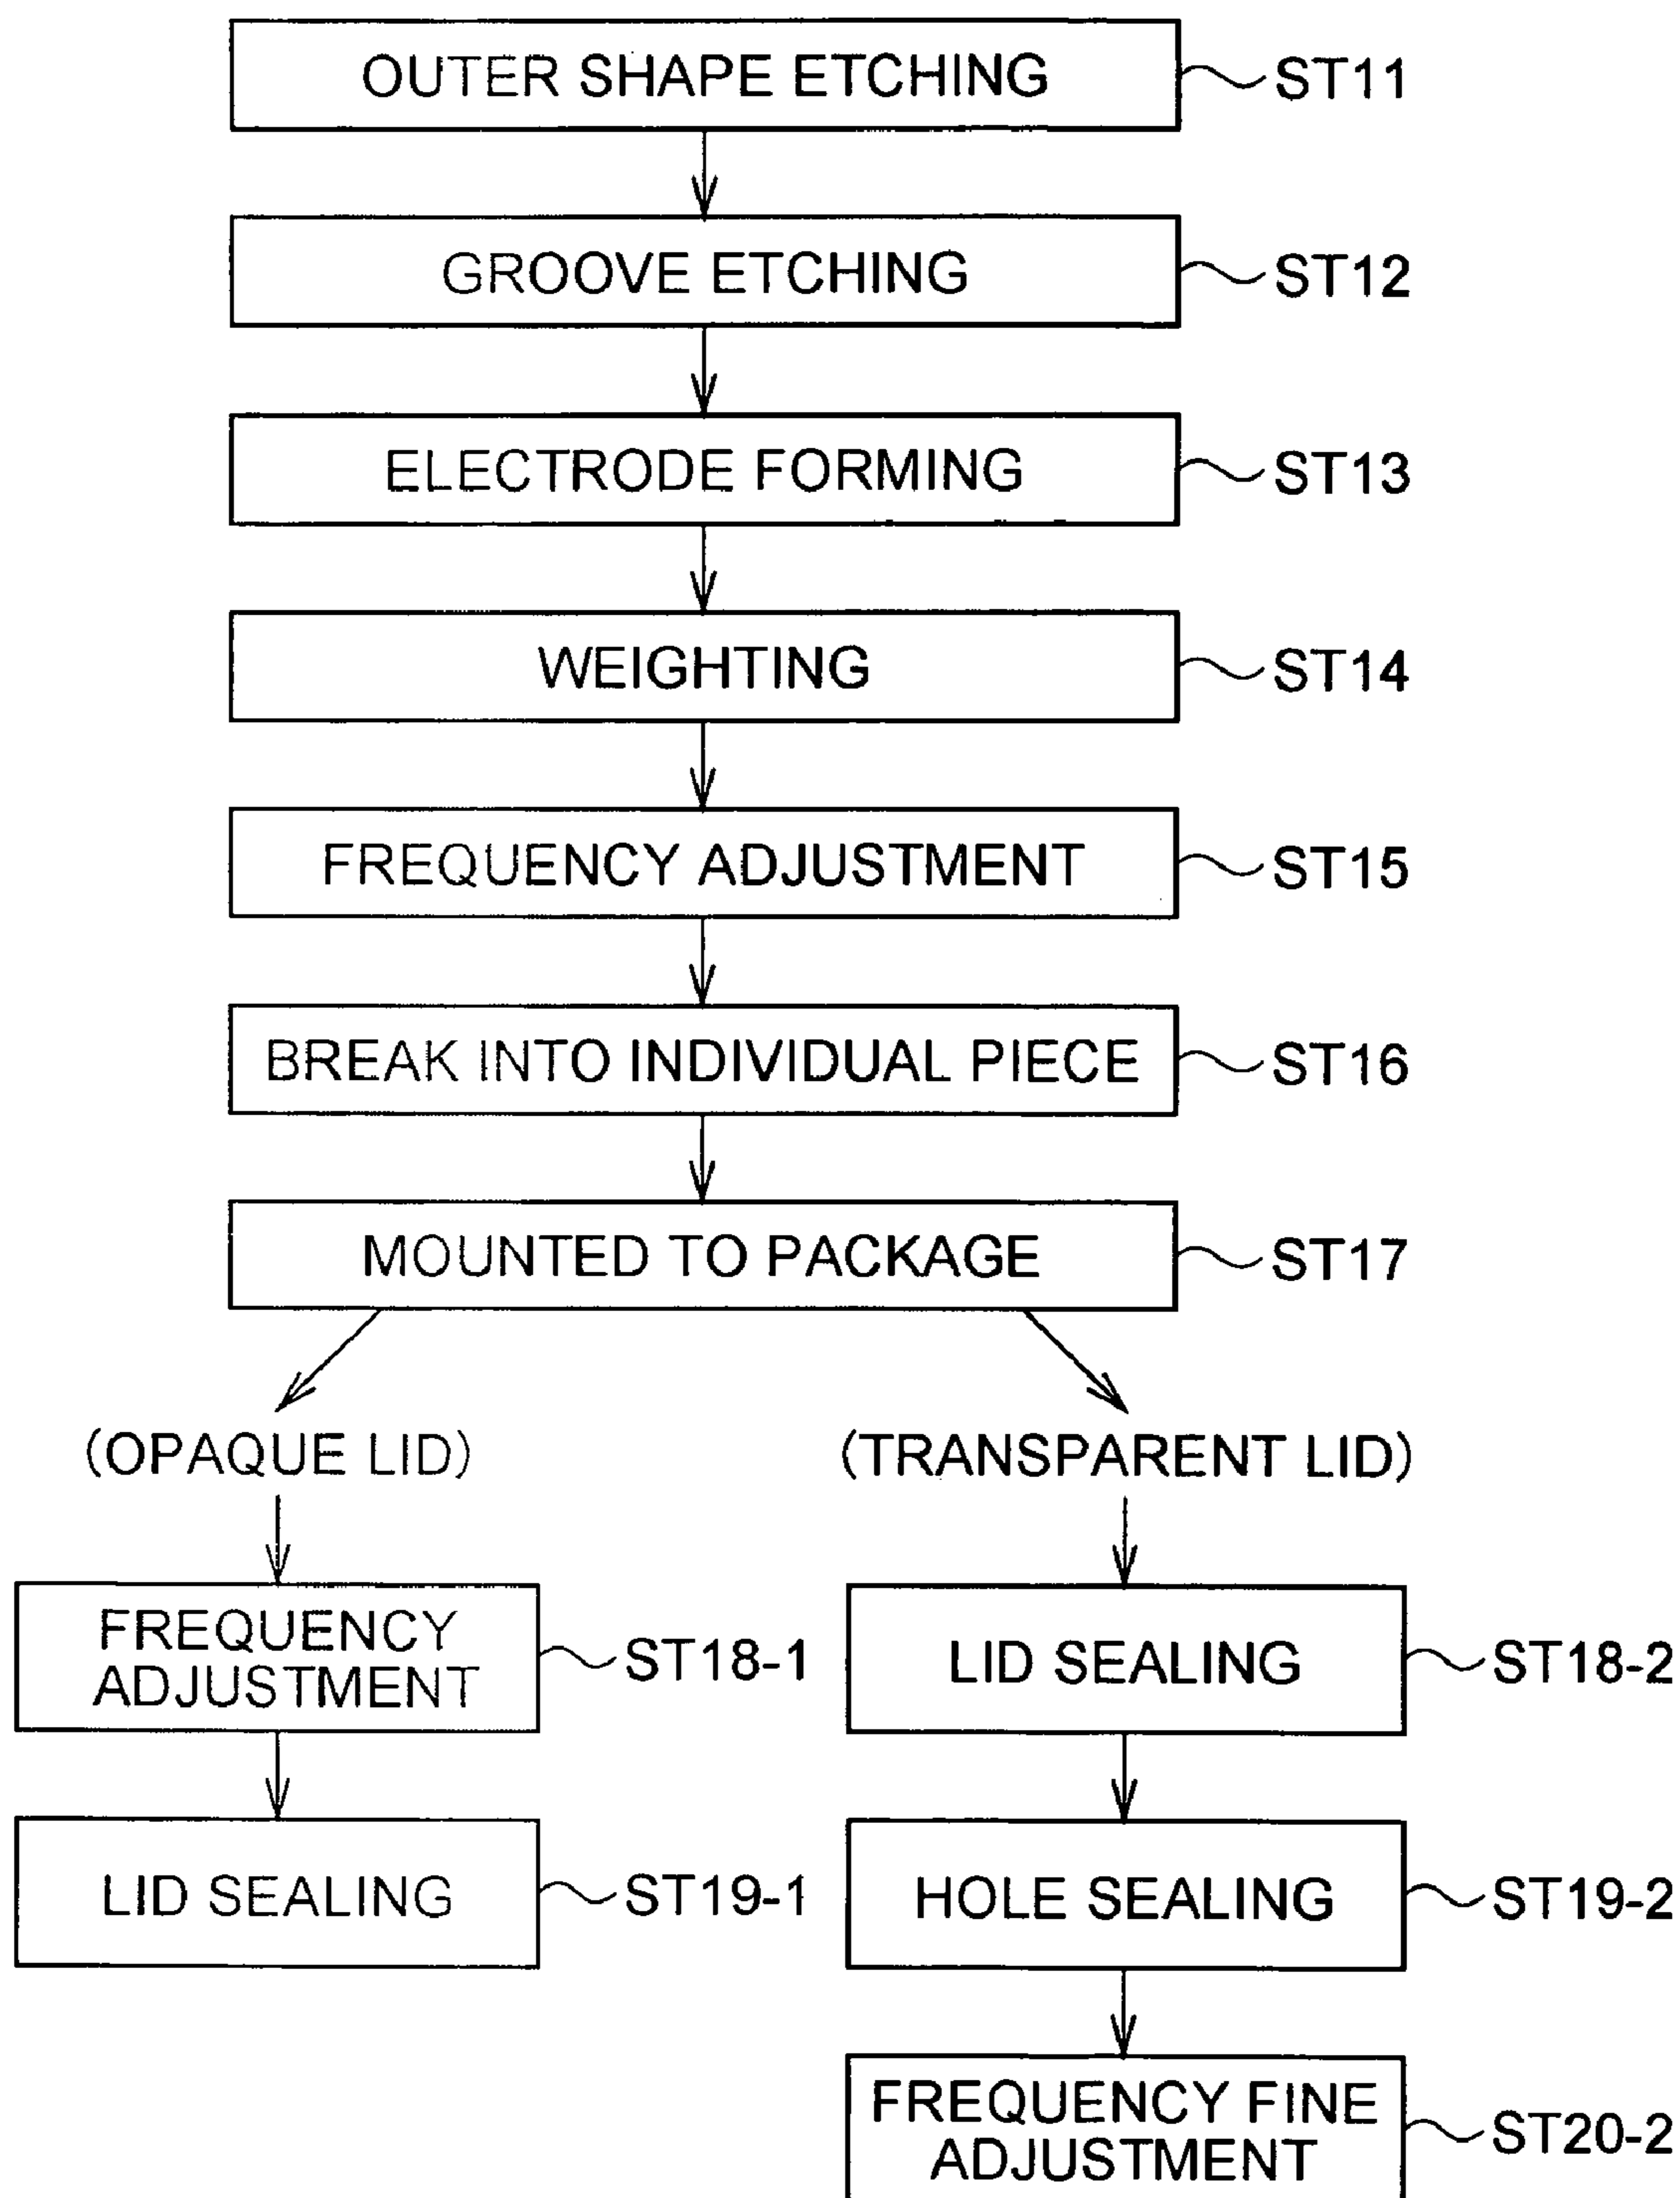 OUTER SHAPE ETCHING ST11
GROOVE ETCHING ST12
ELECTRODE FORMING ST13
WEIGHTING ST14
FREQUENCY ADJUSTMENT ST15
BREAK INTO INDIVIDUAL PIECE ST16
MOUNTED TO PACKAGE ST17
(OPAQUE LID)
FREQUENCY
ADJUSTMENT
ST18-1
LID SEALING ST19-1
(TRANSPARENT LID)
LID SEALING ST18-2
HOLE SEALING ST19-2
FREQUENCY FINE
ADJUSTMENT
ST20-2